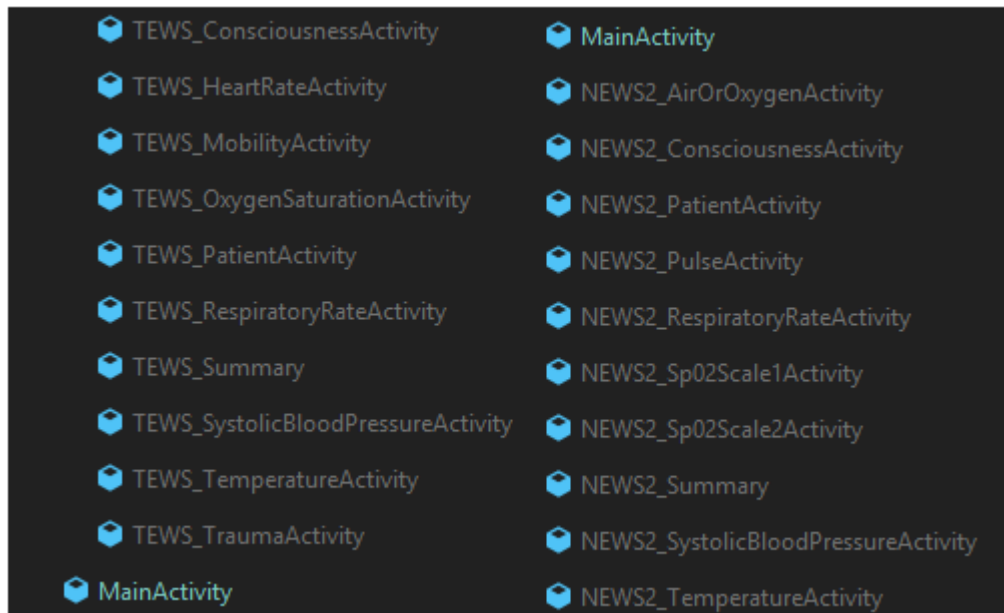 TEWS_ConsciousnessActivity
TEWS_HeartRateActivity
TEWS_MobilityActivity
TEWS_OxygenSaturationActivity
TEWS_PatientActivity
TEWS_RespiratoryRateActivity
TEWS_Summary
TEWS_SystolicBloodPressureActivity
TEWS_TemperatureActivity
TEWS_TraumaActivity
MainActivity
MainActivity
NEWS2_AirOrOxygenActivity
NEWS2_ConsciousnessActivity
NEWS2_PatientActivity
NEWS2_PulseActivity
NEWS2_RespiratoryRateActivity
NEWS2_Sp02Scale1Activity
NEWS2_Sp02Scale2Activity
NEWS2_Summary
NEWS2_SystolicBloodPressureActivity
NEWS2_TemperatureActivity